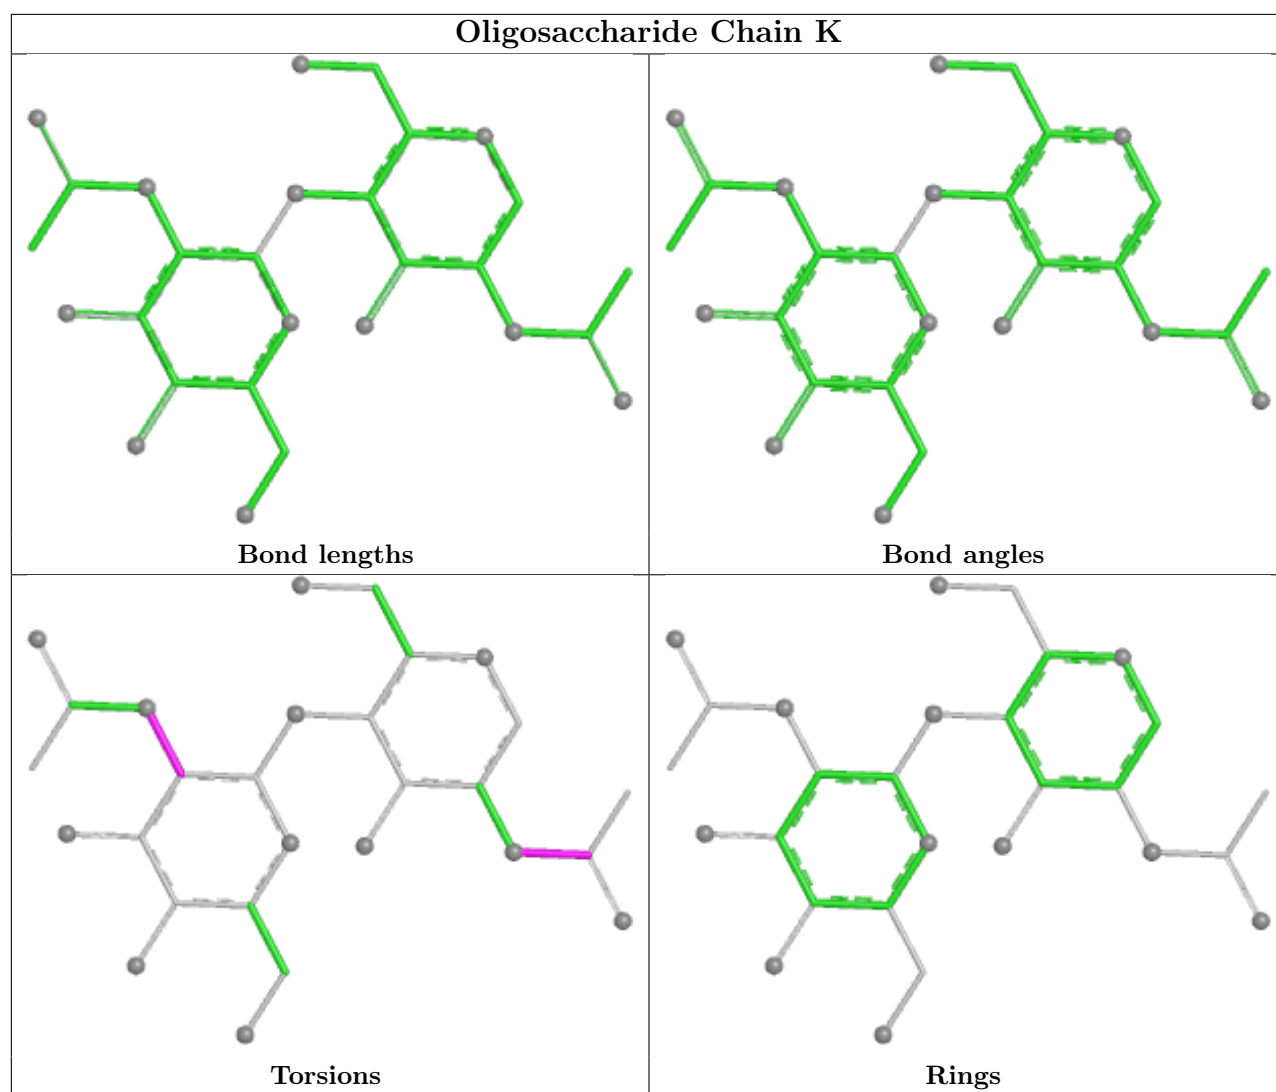 Oligosaccharide Chain K
Bond lengths
Bond angles
Torsions
Rings